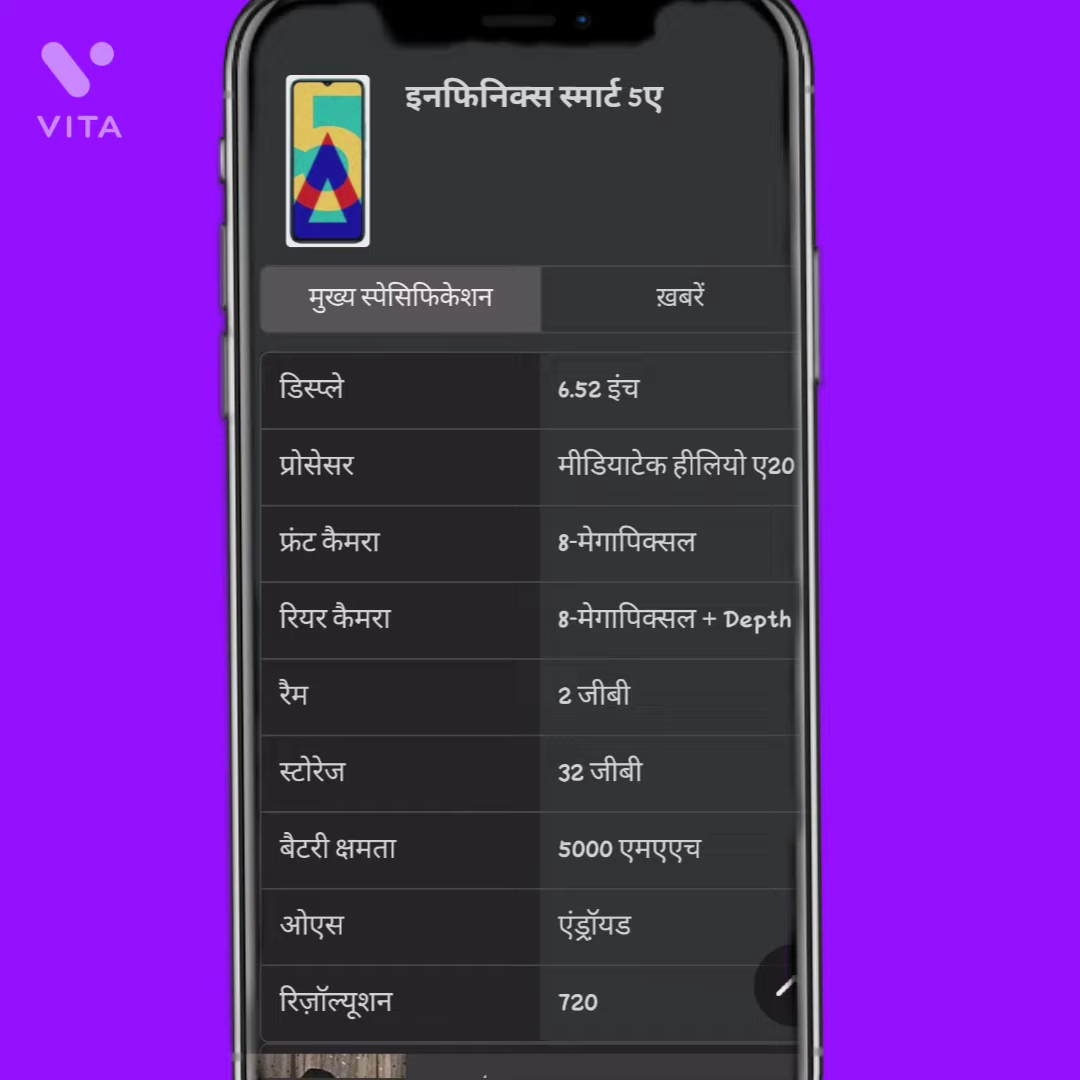 VITA
इनफिनिक्स स्मार्ट 5ए
मुख्य स्पेसिफिकेशन
ख़बरें
डिस्प्ले
6.52 इंच
प्रोसेसर
मीडियाटेक हीलियो ए20
फ्रंट कैमरा
8-मेगापिक्सल
रियर कैमरा
8-मेगापिक्सल + Depth
रैम
2 जीबी
स्टोरेज
32 जीबी
बैटरी क्षमता
5000 एमएएच
ओएस
एंड्रॉयड
रिज़ॉल्यूशन
720